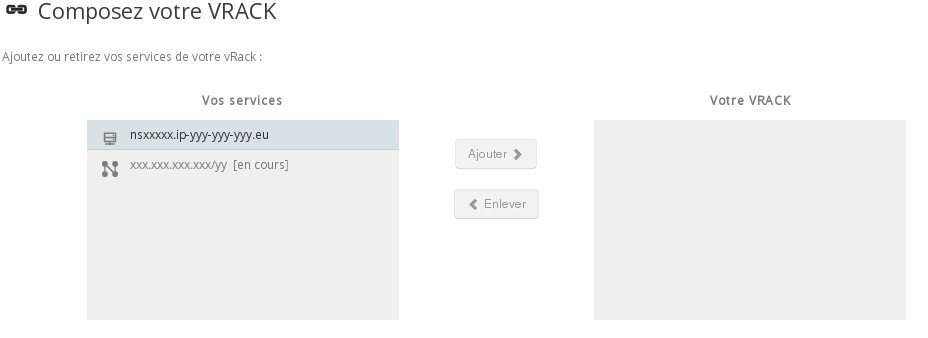 Composez votre VRACK
Ajoutez ou retirez vos services de votre vRack :
Vos services
Votre VRACK
nsxxxxx.ip-yyy-yyy-yyy.eu
xxx.xxx.xxx.xxx/yy [en cours]
Ajouter
Enlever